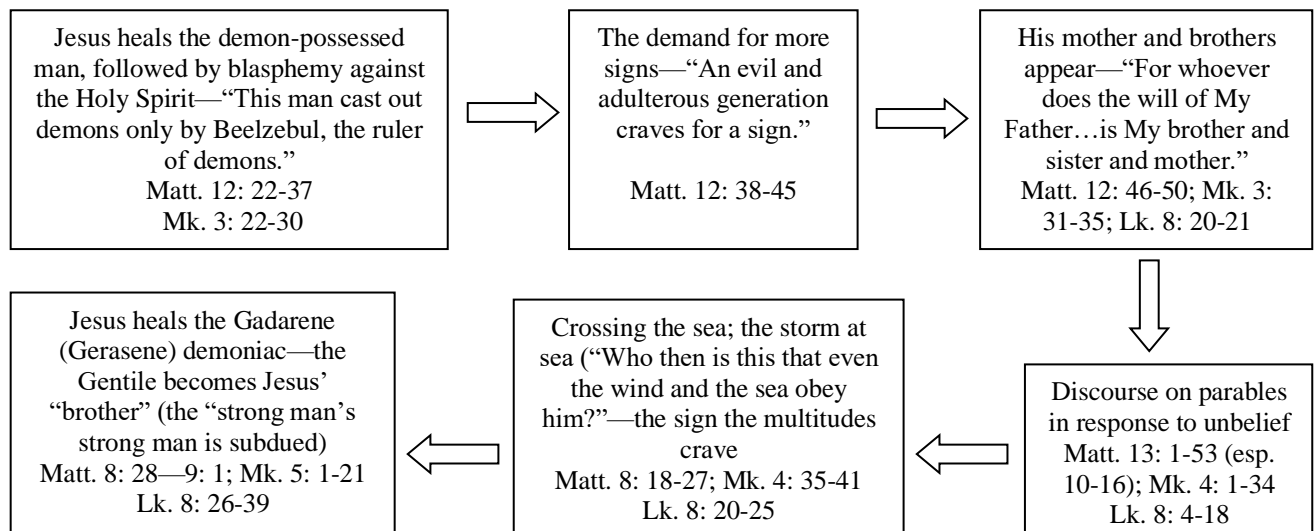 Jesus heals the demon-possessed
man, followed by blasphemy against
the Holy Spirit—“This man cast out
demons only by Beelzebul, the ruler
of demons.”
Matt. 12: 22-37
Mk. 3: 22-30
The demand for more
signs—“An evil and
adulterous generation
craves for a sign.”
Matt. 12: 38-45
His mother and brothers
appear—“For whoever
does the will of My
Father…is My brother and
sister and mother.”
Matt. 12: 46-50; Mk. 3:
31-35; Lk. 8: 20-21
Discourse on parables
in response to unbelief
Matt. 13: 1-53 (esp.
10-16); Mk. 4: 1-34
Lk. 8: 4-18
Crossing the sea; the storm at
sea (“Who then is this that even
the wind and the sea obey
him?”—the sign the multitudes
crave
Matt. 8: 18-27; Mk. 4: 35-41
Lk. 8: 20-25
Jesus heals the Gadarene
(Gerasene) demoniac—the
Gentile becomes Jesus’
“brother” (the “strong man’s
strong man is subdued)
Matt. 8: 28—9: 1; Mk. 5: 1-21
Lk. 8: 26-39